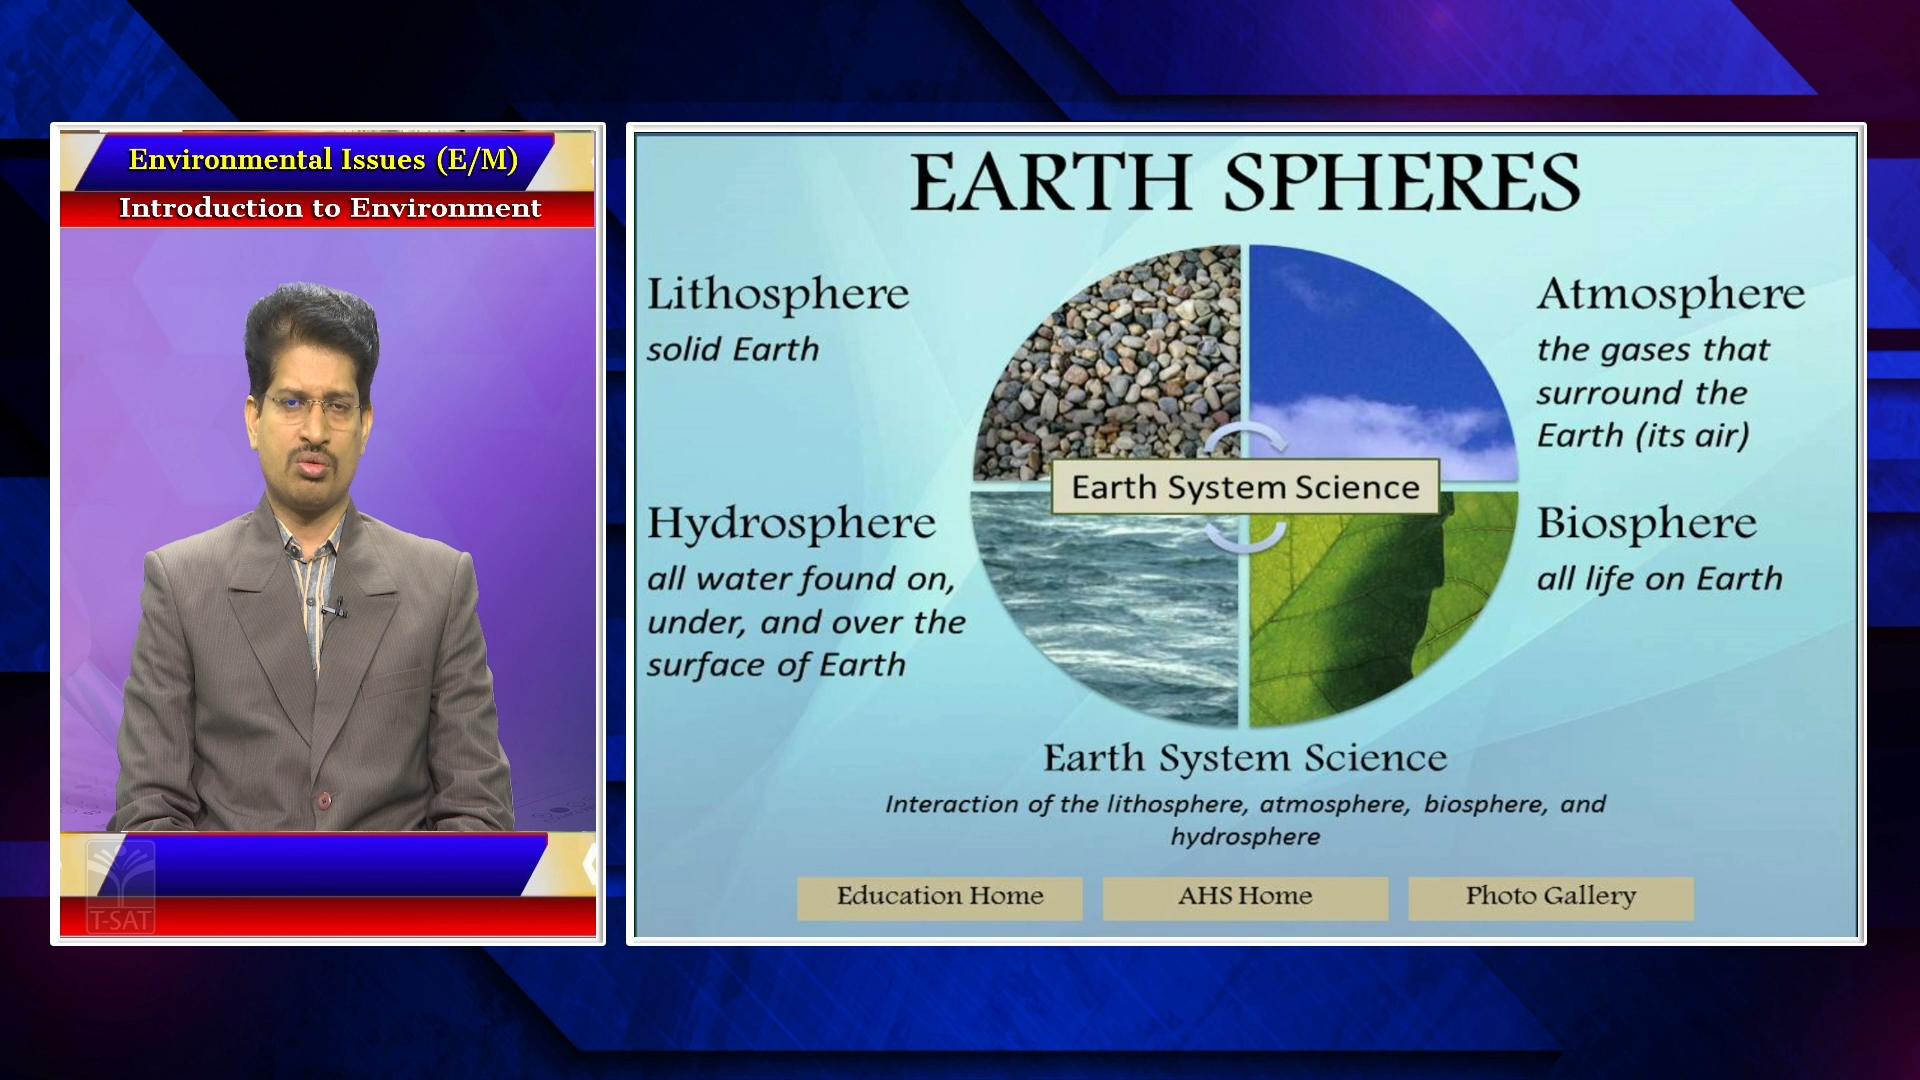 Environmental Issues (E/M)
Introduction to Environment
T-SAT
EARTH SPHERES
Lithosphere
solid Earth
Atmosphere
the gases that
surround the
Earth (its air)
Earth System Science
Hydrosphere
all water found on,
under, and over the
surface of Earth
Biosphere
all life on Earth
Earth System Science
Interaction of the lithosphere, atmosphere, biosphere, and
hydrosphere
Education Home
AHS Home
Photo Gallery